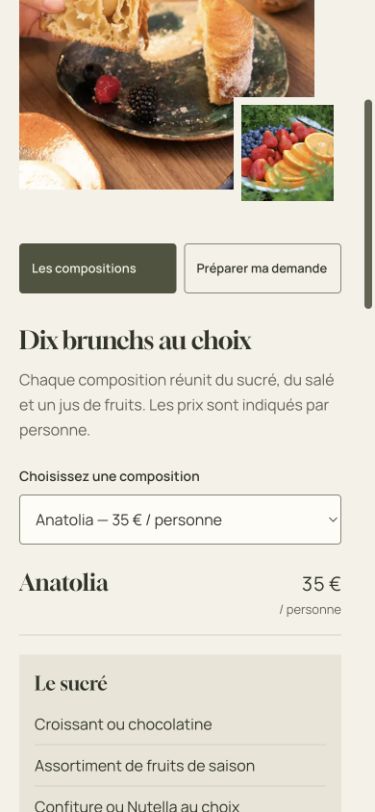 Les compositions
Préparer ma demande
Dix brunchs au choix
Chaque composition réunit du sucré, du salé
et un jus de fruits. Les prix sont indiqués par
personne.
Choisissez une composition
Anatolia — 35 € / personne
Anatolia
35 €
/ personne
Le sucré
Croissant ou chocolatine
Assortiment de fruits de saison
Confiture ou Nutella au choix